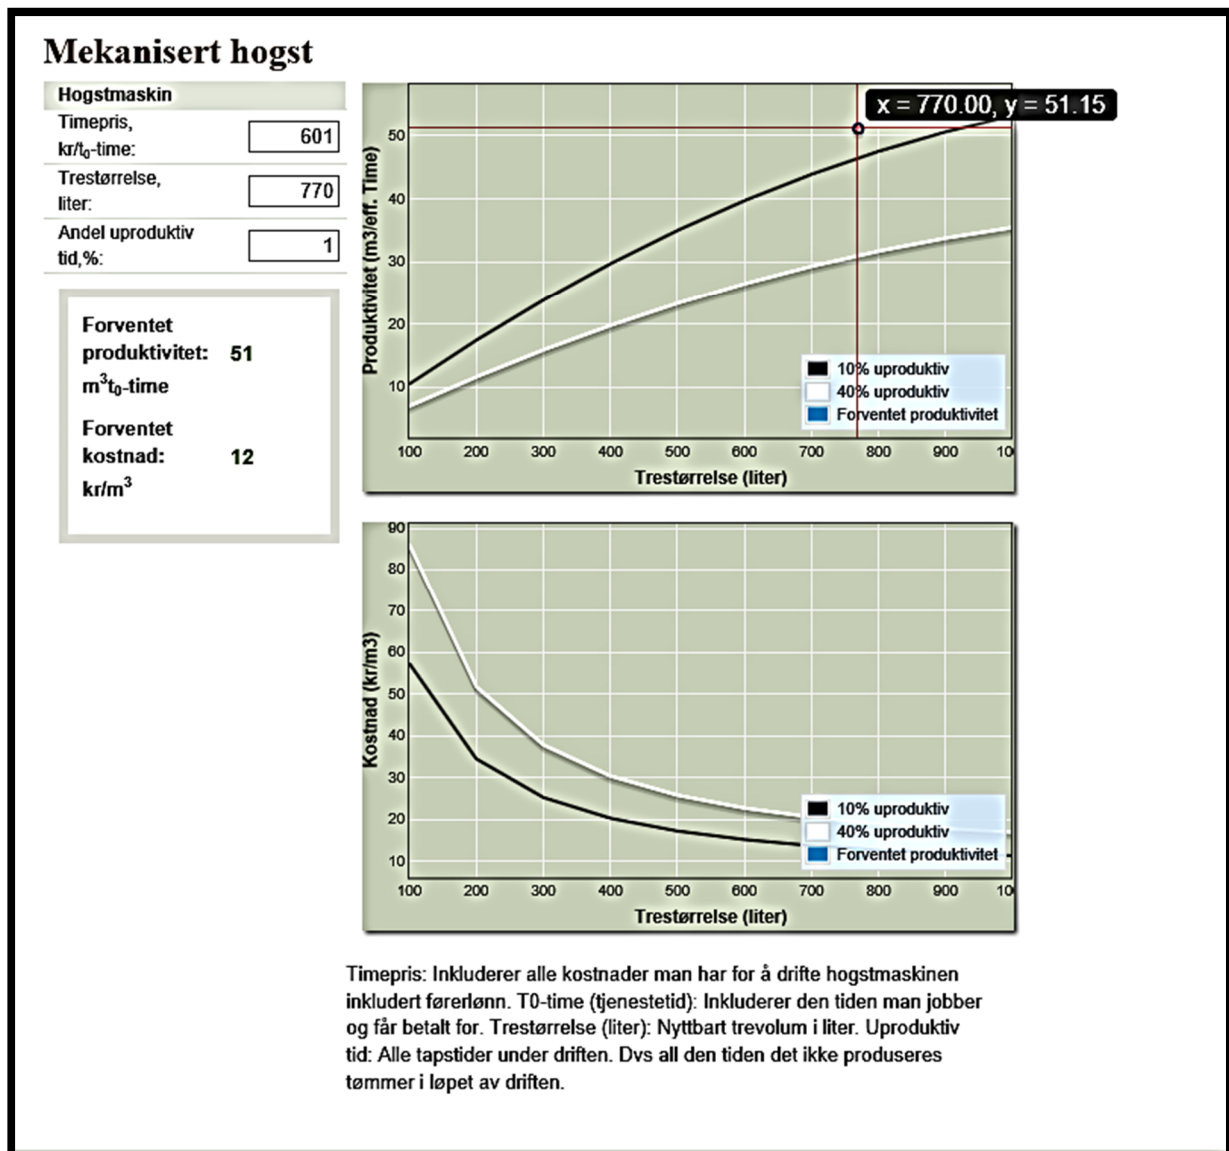 Mekanisert hogst
Hogstmaskin
Timepris,
kr/t₀-time:
601
Trestørrelse,
liter:
770
Andel uproduktiv
tid,%:
1
Forventet
produktivitet: 51
m³t₀-time
Forventet
kostnad: 12
kr/m³
x = 770.00, y = 51.15
Produktivitet (m3/eff. Time)
50
40
30
20
10
10% uproduktiv
40% uproduktiv
Forventet produktivitet
100 200 300 400 500 600 700 800 900 10
Trestørrelse (liter)
Kostnad (kr/m3)
90
80
70
60
50
40
30
20
10
10% uproduktiv
40% uproduktiv
Forventet produktivitet
100 200 300 400 500 600 700 800 900 10
Trestørrelse (liter)
Timepris: Inkluderer alle kostnader man har for å drifte hogstmaskinen
inkludert førerlønn. T0-time (tjenestetid): Inkluderer den tiden man jobber
og får betalt for. Trestørrelse (liter): Nyttbart trevolum i liter. Uproduktiv
tid: Alle tapstider under driften. Dvs all den tiden det ikke produseres
tømmer i løpet av driften.